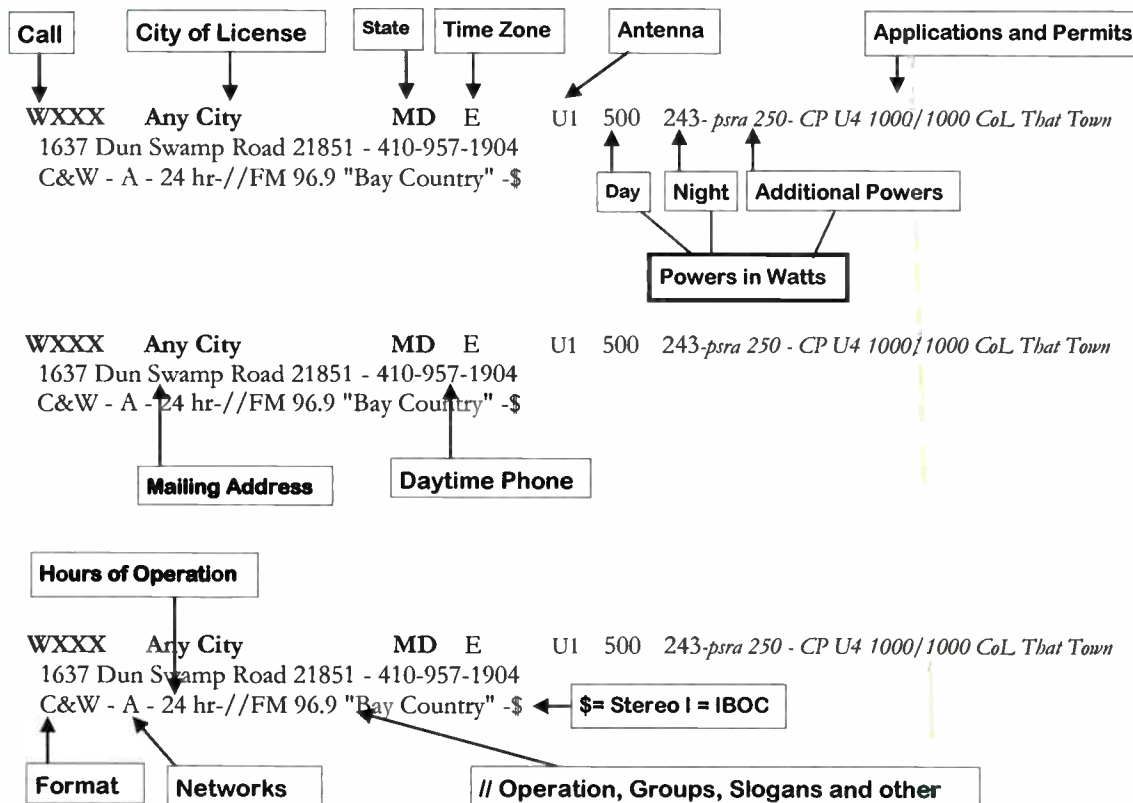 Call City of License State Time Zone Antenna Applications and Permits
WXXX Any City MD E U1 500 243- psra 250- CP U4 1000/1000 CoL That Town
1637 Dun Swamp Road 21851 - 410-957-1904
C&W - A - 24 hr-//FM 96.9 "Bay Country" -$
Day Night Additional Powers
Powers in Watts
WXXX Any City MD E U1 500 243-psra 250 - CP U4 1000/1000 CoL That Town
1637 Dun Swamp Road 21851 - 410-957-1904
C&W - A - 24 hr-//FM 96.9 "Bay Country" -$
Mailing Address Daytime Phone
Hours of Operation
WXXX Any City MD E U1 500 243-psra 250 - CP U4 1000/1000 CoL That Town
1637 Dun Swamp Road 21851 - 410-957-1904
C&W - A - 24 hr-//FM 96.9 "Bay Country" -$ $= Stereo I = IBOC
Format Networks // Operation, Groups, Slogans and other